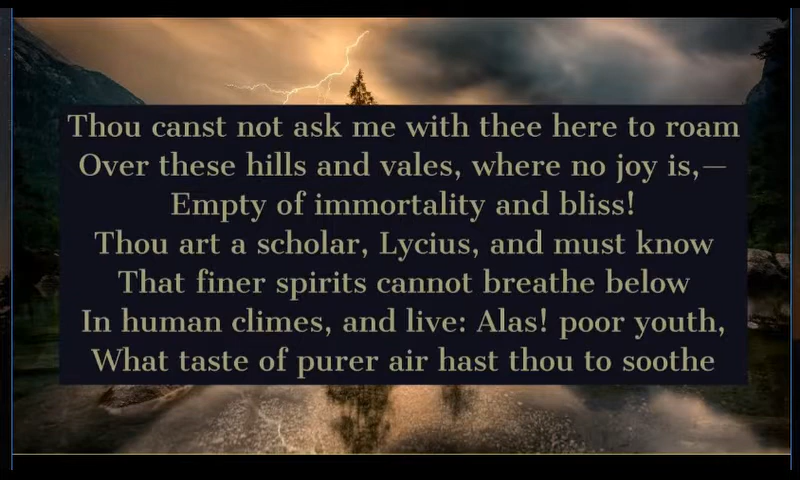 Thou canst not ask me with thee here to roam
Over these hills and vales, where no joy is,—
Empty of immortality and bliss!
Thou art a scholar, Lycius, and must know
That finer spirits cannot breathe below
In human climes, and live: Alas! poor youth,
What taste of purer air hast thou to soothe